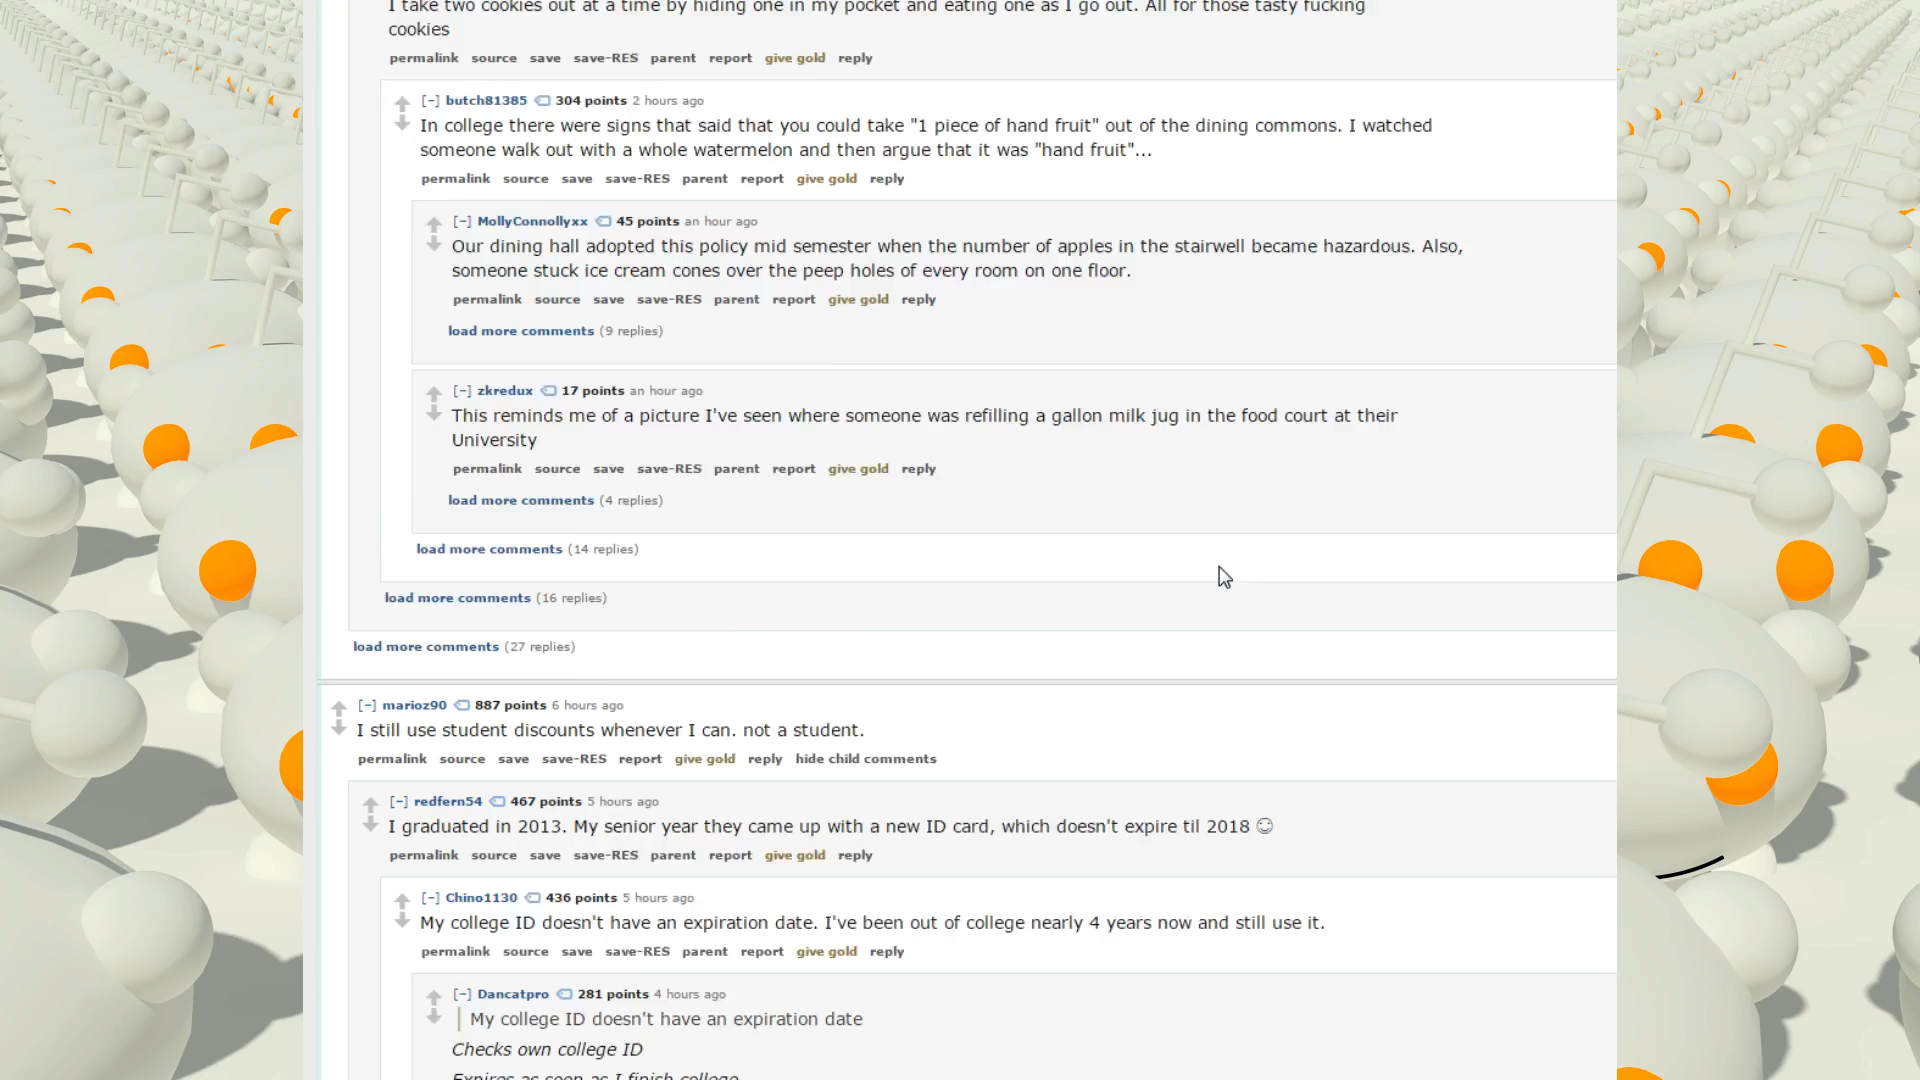 I take two cookies out at a time by hiding one in my pocket and eating one as I go out. All for those tasty fucking
cookies
permalink source save save-RES parent report give gold reply
[-] butch81385 304 points 2 hours ago
In college there were signs that said that you could take "1 piece of hand fruit" out of the dining commons. I watched
someone walk out with a whole watermelon and then argue that it was "hand fruit"...
permalink source save save-RES parent report give gold reply
[-] MollyConnollyxx 45 points an hour ago
Our dining hall adopted this policy mid semester when the number of apples in the stairwell became hazardous. Also,
someone stuck ice cream cones over the peep holes of every room on one floor.
permalink source save save-RES parent report give gold reply
load more comments (9 replies)
[-] zkredux 17 points an hour ago
This reminds me of a picture I've seen where someone was refilling a gallon milk jug in the food court at their
University
permalink source save save-RES parent report give gold reply
load more comments (4 replies)
load more comments (14 replies)
load more comments (16 replies)
load more comments (27 replies)
[-] marioz90 887 points 6 hours ago
I still use student discounts whenever I can. not a student.
permalink source save save-RES report give gold reply hide child comments
[-] redfern54 467 points 5 hours ago
I graduated in 2013. My senior year they came up with a new ID card, which doesn't expire til 2018 ☺
permalink source save save-RES parent report give gold reply
[-] Chino1130 436 points 5 hours ago
My college ID doesn't have an expiration date. I've been out of college nearly 4 years now and still use it.
permalink source save save-RES parent report give gold reply
[-] Dancatpro 281 points 4 hours ago
My college ID doesn't have an expiration date
Checks own college ID
Expires as soon as I finish college